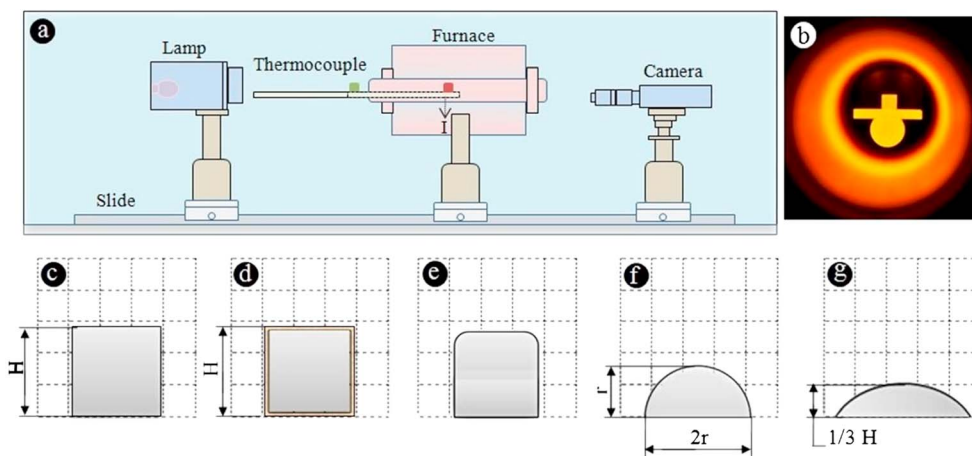 a
Lamp
Thermocouple
Furnace
Camera
I
Slide
b
c
H
d
H
e
f
r
2r
g
1/3 H